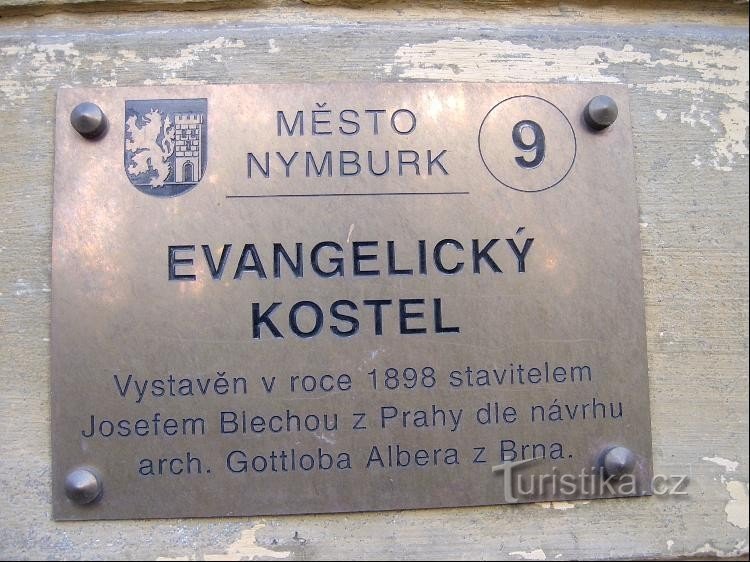 MĚSTO
NYMBURK
9
EVANGELICKÝ
KOSTEL
Vystavěn v roce 1898 stavitelem
Josefem Blechou z Prahy dle návrhu
arch. Gottloba Albera z Brna.
Turistika.cz